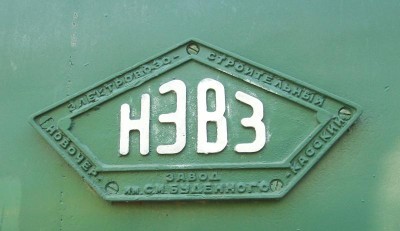 ЭЛЕКТРОВОЗО-
СТРОИТЕЛЬНЫЙ
НЭВЗ
Г.НОВОЧЕР-
КАССКИЙ
ЗАВОД
ИМ. С.М. БУДЕННОГО